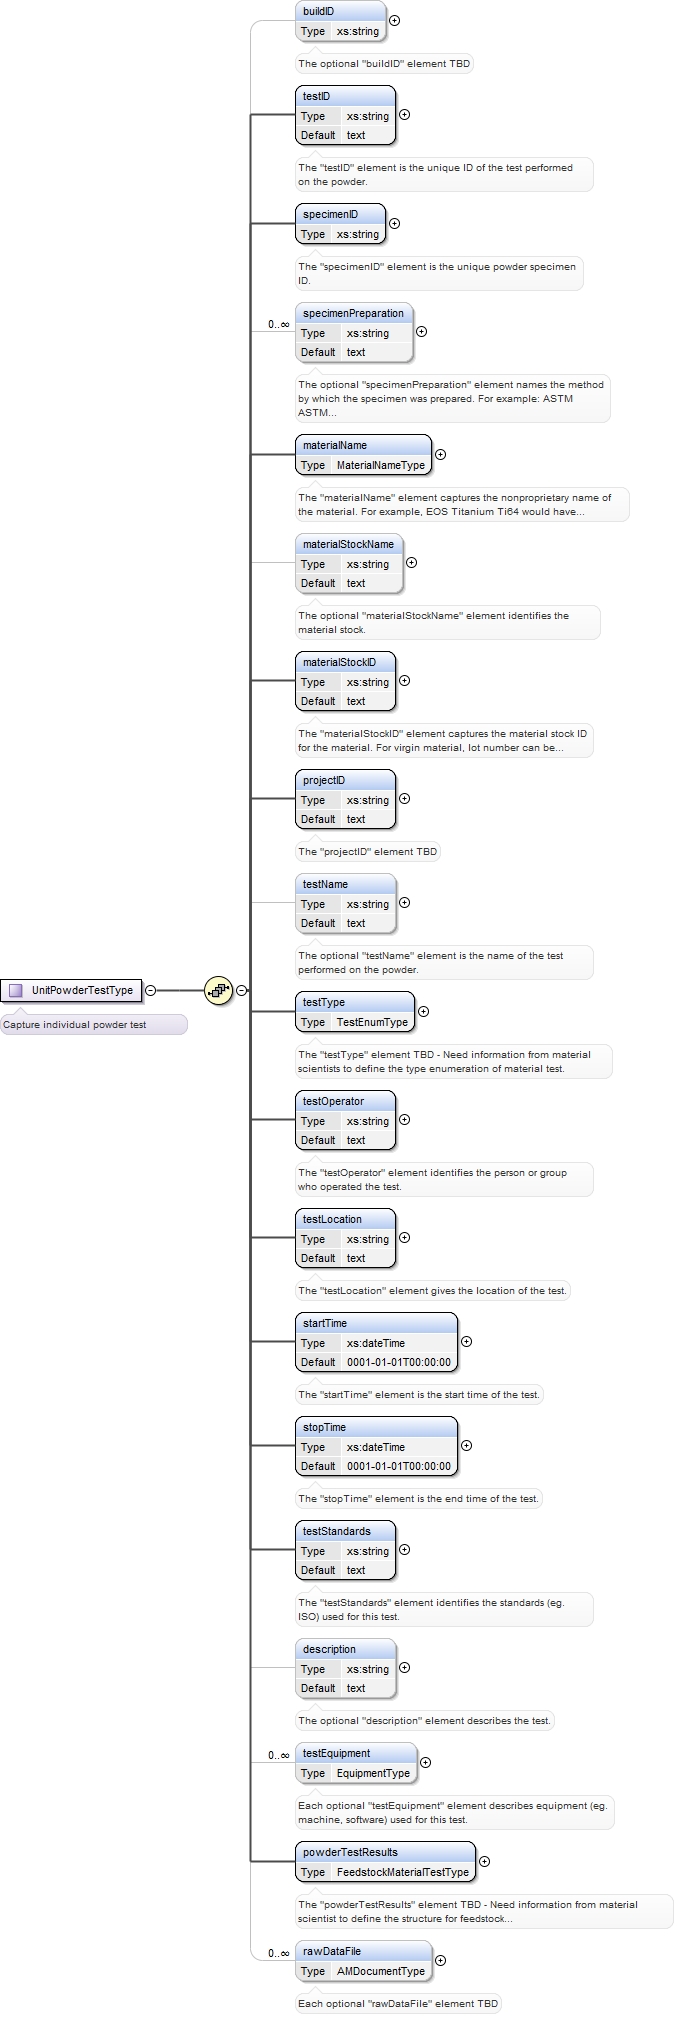 buildID
Type xs:string
The optional "buildID" element TBD
testID
Type xs:string
Default text
The "testID" element is the unique ID of the test performed
on the powder.
specimenID
Type xs:string
The "specimenID" element is the unique powder specimen
ID.
0..∞
specimenPreparation
Type xs:string
Default text
The optional "specimenPreparation" element names the method
by which the specimen was prepared. For example: ASTM
ASTM...
materialName
Type MaterialNameType
The "materialName" element captures the nonproprietary name of
the material. For example, EOS Titanium Ti64 would have...
materialStockName
Type xs:string
Default text
The optional "materialStockName" element identifies the
material stock.
materialStockID
Type xs:string
Default text
The "materialStockID" element captures the material stock ID
for the material. For virgin material, lot number can be...
projectID
Type xs:string
Default text
The "projectID" element TBD
testName
Type xs:string
Default text
The optional "testName" element is the name of the test
performed on the powder.
UnitPowderTestType
Capture individual powder test
testType
Type TestEnumType
The "testType" element TBD - Need information from material
scientists to define the type enumeration of material test.
testOperator
Type xs:string
Default text
The "testOperator" element identifies the person or group
who operated the test.
testLocation
Type xs:string
Default text
The "testLocation" element gives the location of the test.
startTime
Type xs:dateTime
Default 0001-01-01T00:00:00
The "startTime" element is the start time of the test.
stopTime
Type xs:dateTime
Default 0001-01-01T00:00:00
The "stopTime" element is the end time of the test.
testStandards
Type xs:string
Default text
The "testStandards" element identifies the standards (eg.
ISO) used for this test.
description
Type xs:string
Default text
The optional "description" element describes the test.
0..∞
testEquipment
Type EquipmentType
Each optional "testEquipment" element describes equipment (eg.
machine, software) used for this test.
powderTestResults
Type FeedstockMaterialTestType
The "powderTestResults" element TBD - Need information from material
scientist to define the structure for feedstock...
0..∞
rawDataFile
Type AMDocumentType
Each optional "rawDataFile" element TBD